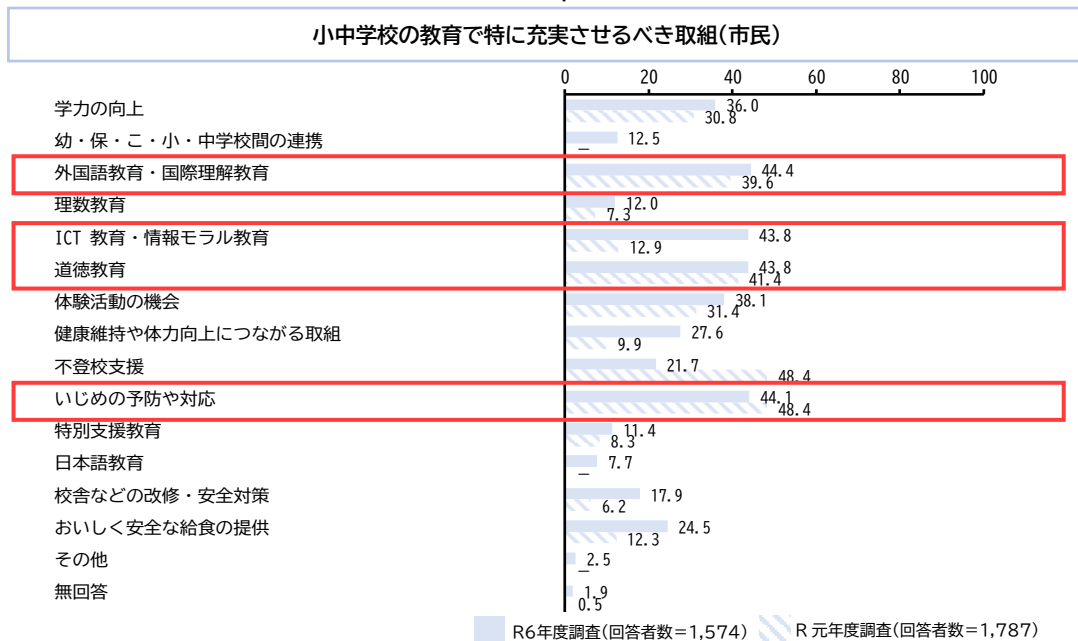 小中学校の教育で特に充実させるべき取組(市民)
0 20 40 60 80 100
学力の向上 36.0
30.8
幼・保・こ・小・中学校間の連携 12.5
－
外国語教育・国際理解教育 44.4
39.6
理数教育 12.0
7.3
ICT 教育・情報モラル教育 43.8
12.9
道徳教育 43.8
41.4
体験活動の機会 38.1
31.4
健康維持や体力向上につながる取組 27.6
9.9
不登校支援 21.7
48.4
いじめの予防や対応 44.1
48.4
特別支援教育 11.4
8.3
日本語教育 7.7
－
校舎などの改修・安全対策 17.9
6.2
おいしく安全な給食の提供 24.5
12.3
その他 2.5
－
無回答 1.9
0.5
R6年度調査(回答者数=1,574) R元年度調査(回答者数=1,787)